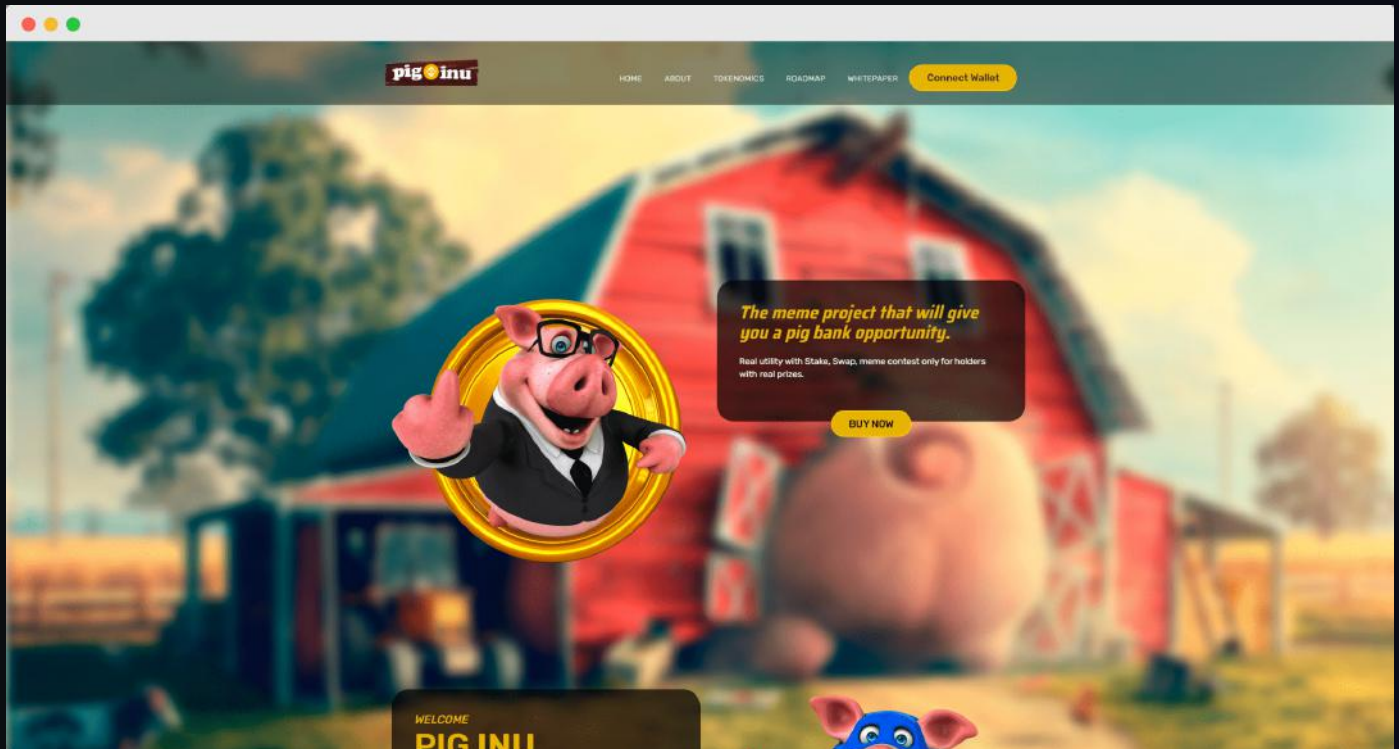 pig inu
HOME ABOUT TOKENOMICS ROADMAP WHITEPAPER Connect Wallet
The meme project that will give
you a pig bank opportunity.
Real utility with Stake, Swap, meme contest only for holders
with real prizes.
BUY NOW
WELCOME
PIG INU